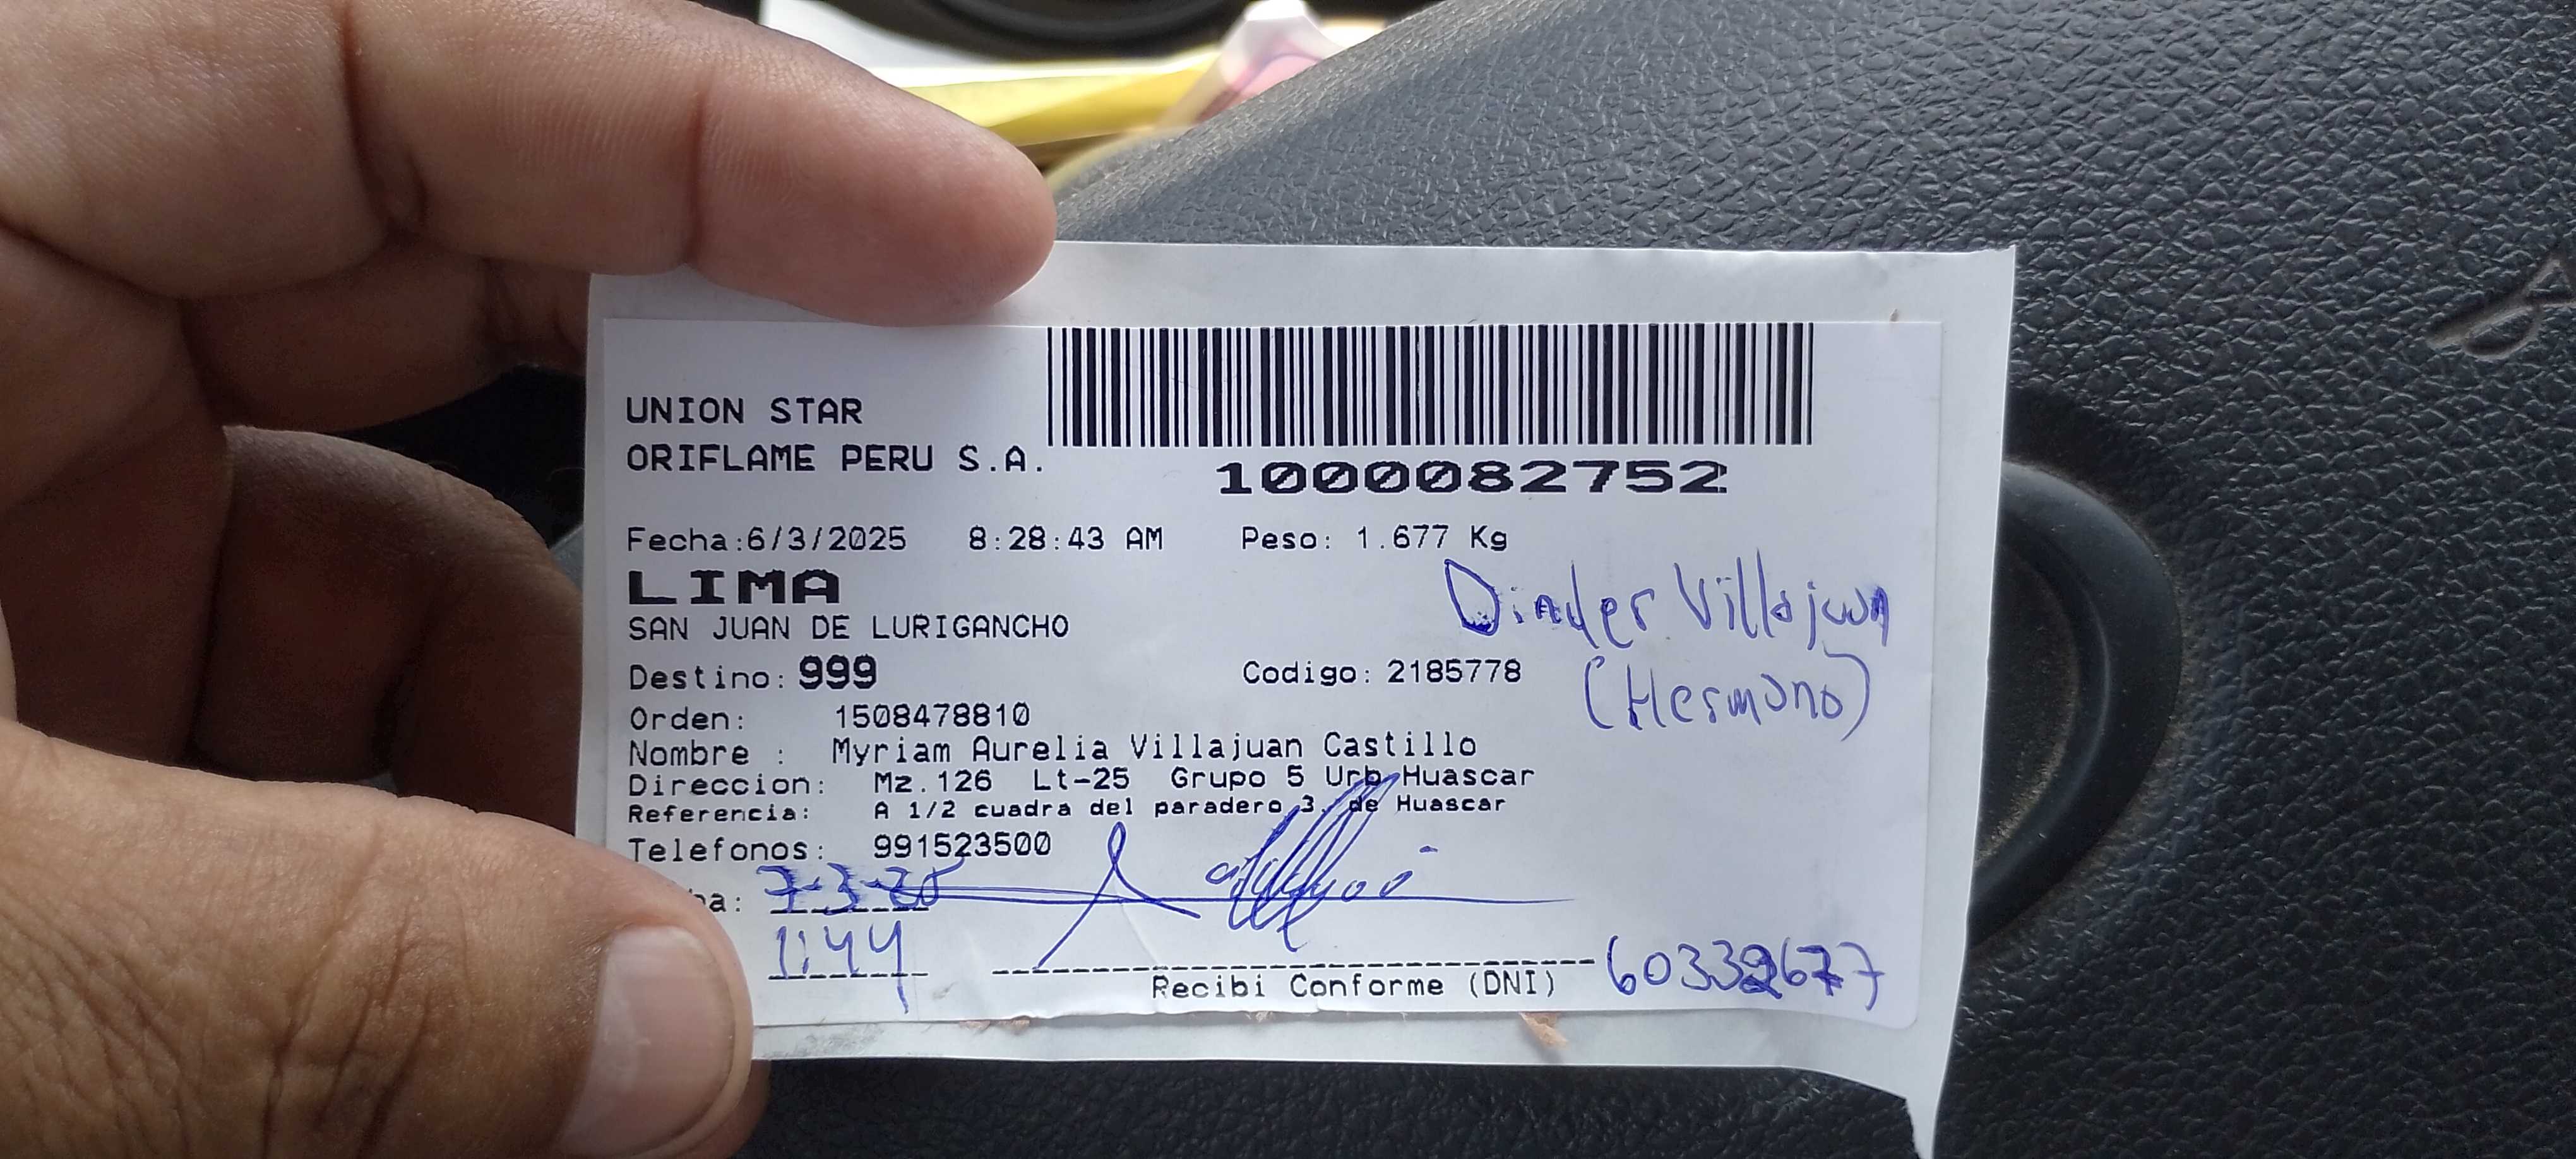 UNION STAR
ORIFLAME PERU S.A.
1000082752
Fecha:6/3/2025 8:28:43 AM Peso: 1.677 Kg
LIMA
SAN JUAN DE LURIGANCHO
Villajuan
(Hermano)
Destino: 999 Codigo: 2185778
Orden: 1508478810
Nombre : Myriam Aurelia Villajuan Castillo
Direccion: Mz.126 Lt-25 Grupo 5 Urb Huascar
Referencia: A 1/2 cuadra del paradero 3, de Huascar
Telefonos: 991523500
a: 7-3-25
1:44
Recibi Conforme (DNI)